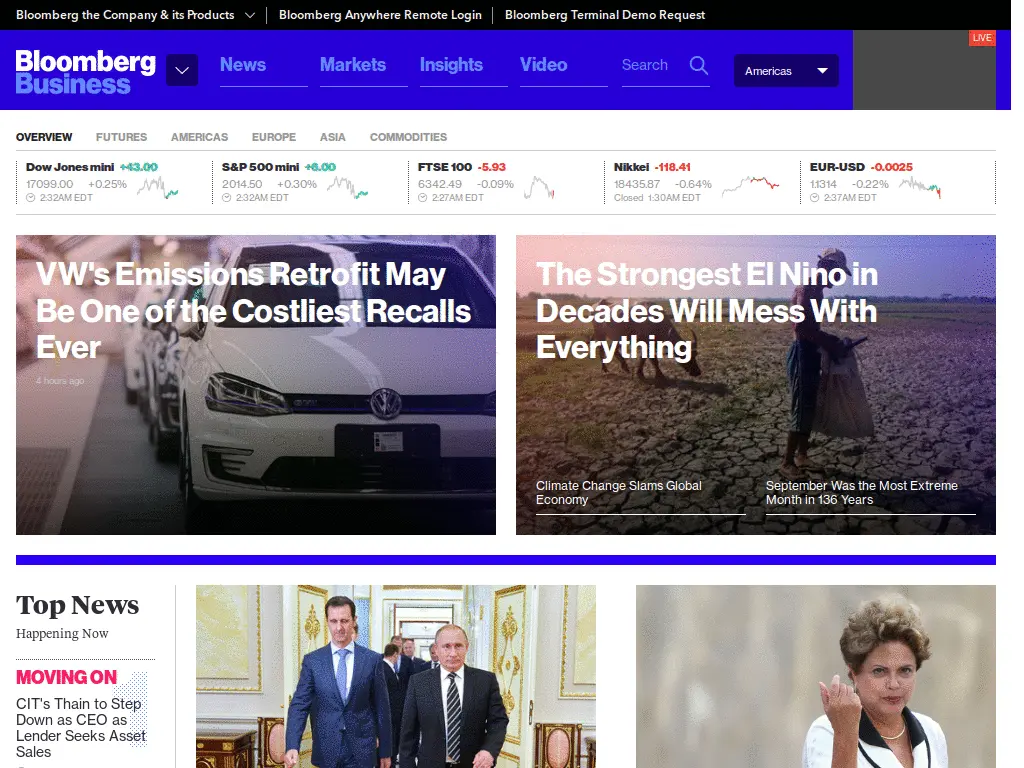 Bloomberg the Company & its Products
Bloomberg Anywhere Remote Login
Bloomberg Terminal Demo Request
LIVE
Bloomberg
Business
News
Markets
Insights
Video
Search
Americas
OVERVIEW
FUTURES
AMERICAS
EUROPE
ASIA
COMMODITIES
Dow Jones mini +43.00
17099.00 +0.25%
2:32AM EDT
S&P 500 mini +6.00
2014.50 +0.30%
2:32AM EDT
FTSE 100 -5.93
6342.49 -0.09%
2:27AM EDT
Nikkei -118.41
18435.87 -0.64%
Closed 1:30AM EDT
EUR-USD -0.0025
1.1314 -0.22%
2:37AM EDT
VW's Emissions Retrofit May
Be One of the Costliest Recalls
Ever
4 hours ago
The Strongest El Nino in
Decades Will Mess With
Everything
Climate Change Slams Global
Economy
September Was the Most Extreme
Month in 136 Years
Top News
Happening Now
MOVING ON
CIT's Thain to Step
Down as CEO as
Lender Seeks Asset
Sales